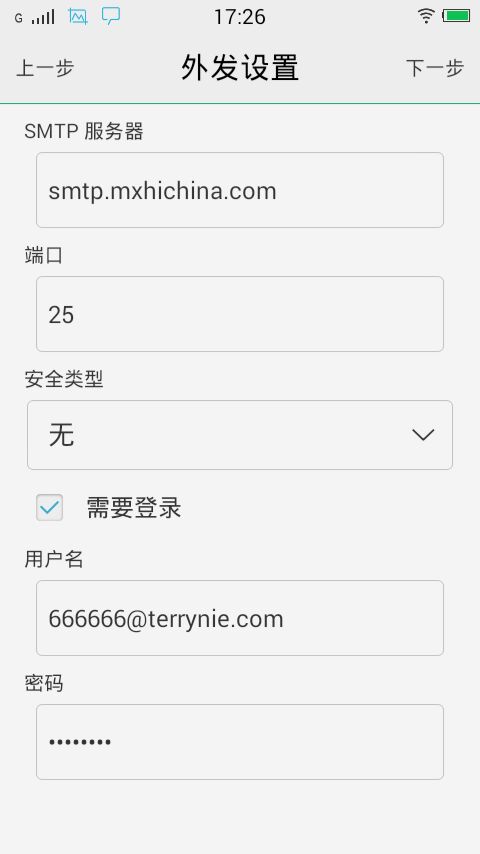 G 17:26
上一步 外发设置 下一步
SMTP 服务器
smtp.mxhichina.com
端口
25
安全类型
无
需要登录
用户名
666666@terrynie.com
密码
••••••••